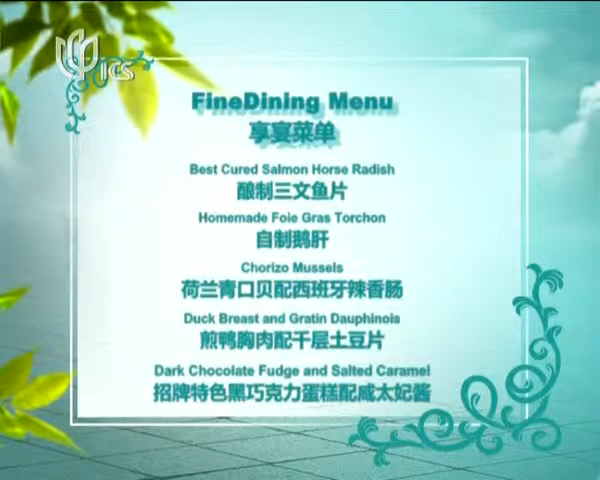 ICS
FineDining Menu
享宴菜单
Best Cured Salmon Horse Radish
酿制三文鱼片
Homemade Foie Gras Torchon
自制鹅肝
Chorizo Mussels
荷兰青口贝配西班牙辣香肠
Duck Breast and Gratin Dauphinois
煎鸭胸肉配千层土豆片
Dark Chocolate Fudge and Salted Caramel
招牌特色黑巧克力蛋糕配咸太妃酱